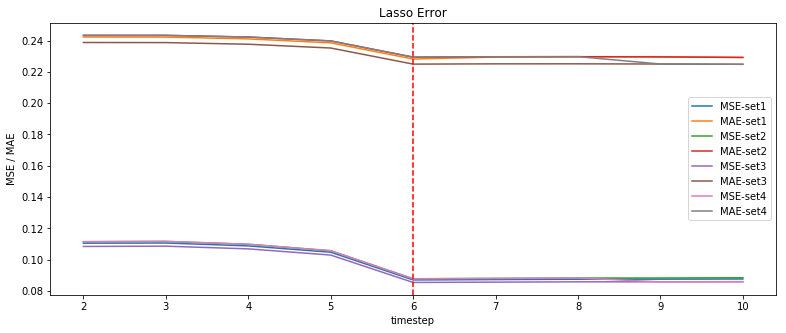 Lasso Error
MSE / MAE
0.24
0.22
0.20
0.18
0.16
0.14
0.12
0.10
0.08
MSE-set1
MAE-set1
MSE-set2
MAE-set2
MSE-set3
MAE-set3
MSE-set4
MAE-set4
2 3 4 5 6 7 8 9 10
timestep